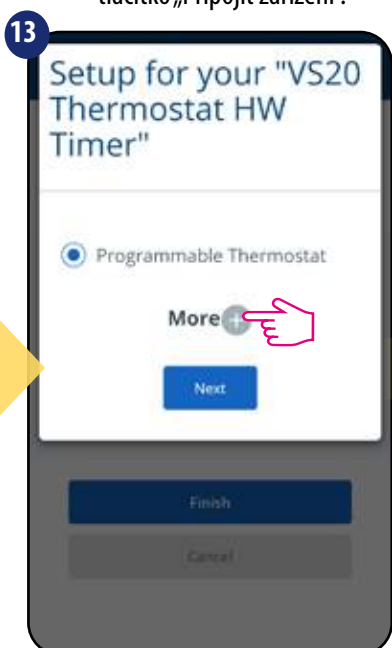 tlačítko „Připojit zařízení“.
13
Setup for your "VS20
Thermostat HW
Timer"
Programmable Thermostat
More +
Next
Finish
Cancel